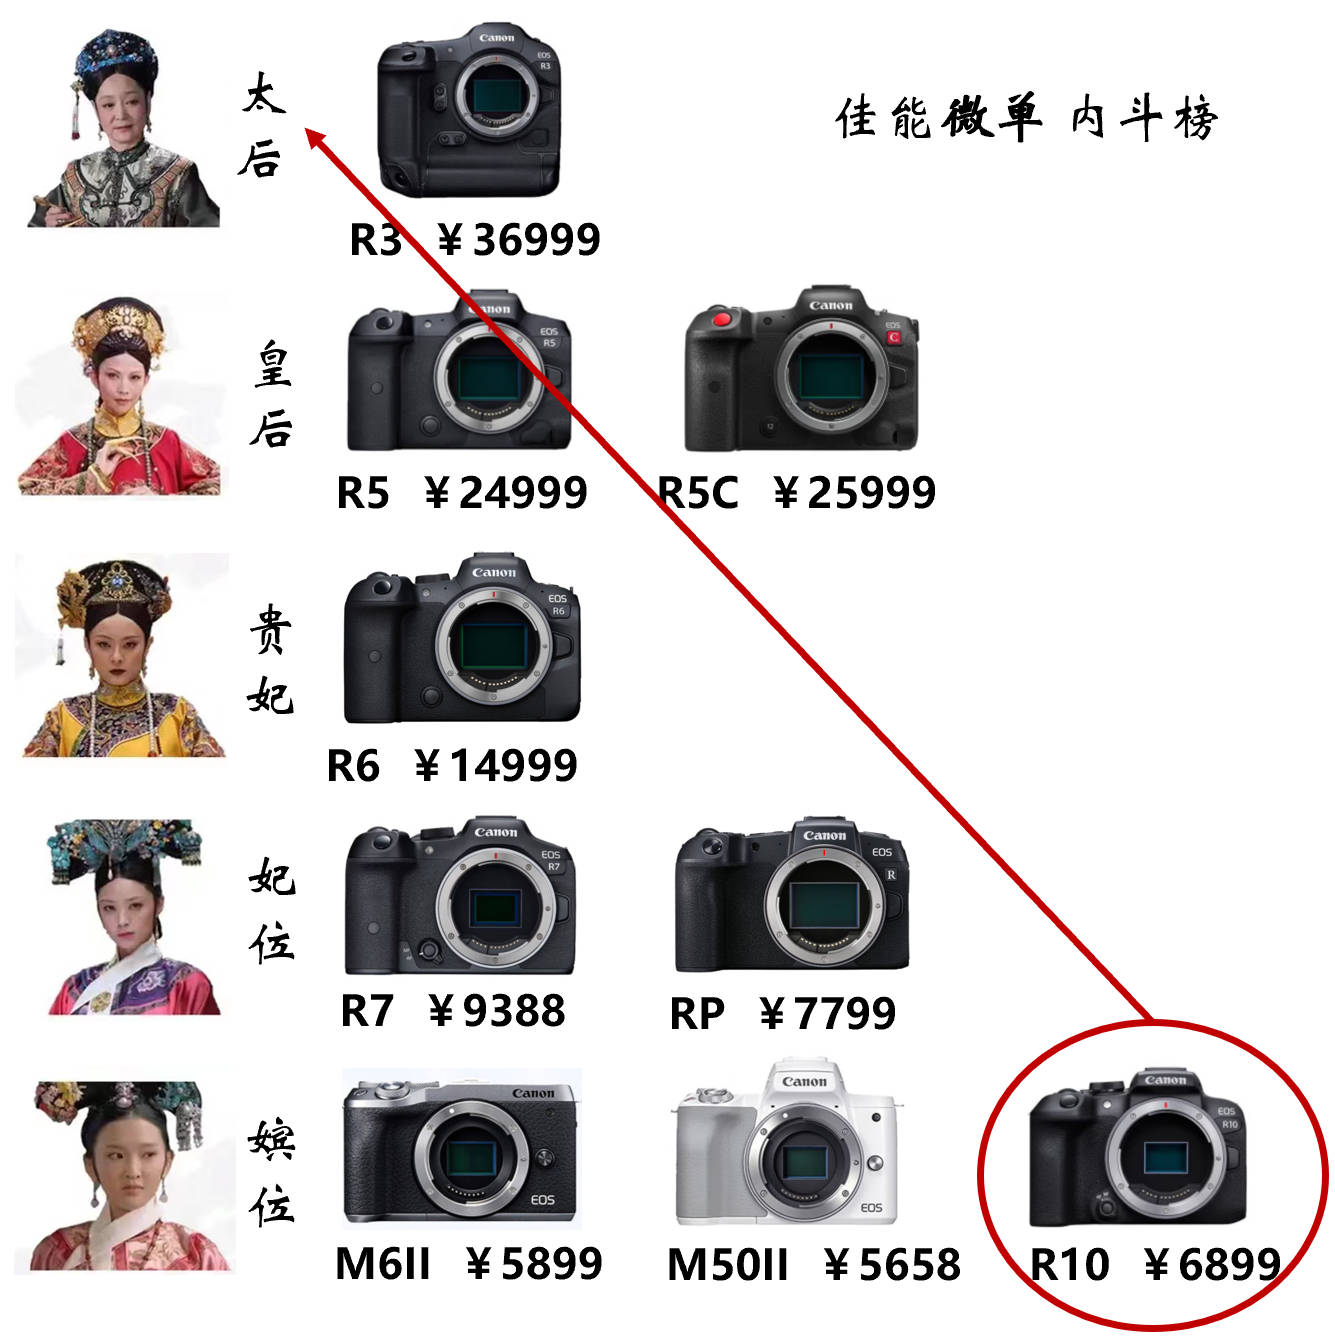 佳能微单 内斗榜
太后
Canon
EOS
R3
R3 ￥36999
皇后
Canon
EOS
R5
R5 ￥24999
Canon
EOS
C
R5C ￥25999
贵妃
Canon
EOS
R6
R6 ￥14999
妃位
Canon
EOS
R7
R7 ￥9388
Canon
EOS
R
RP ￥7799
嫔位
Canon
EOS
M6II ￥5899
Canon
EOS
M50II ￥5658
Canon
EOS
R10
R10 ￥6899